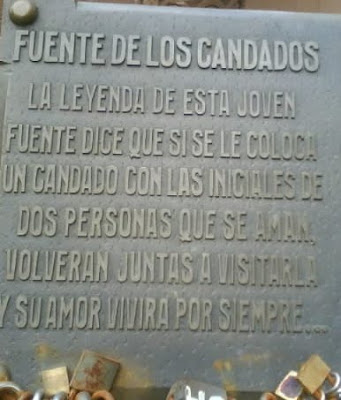 FUENTE DE LOS CANDADOS
LA LEYENDA DE ESTA JOVEN
FUENTE DICE QUE SI SE LE COLOCA
UN CANDADO CON LAS INICIALES DE
DOS PERSONAS QUE SE AMAN,
VOLVERAN JUNTAS A VISITARLA
Y SU AMOR VIVIRA POR SIEMPRE...